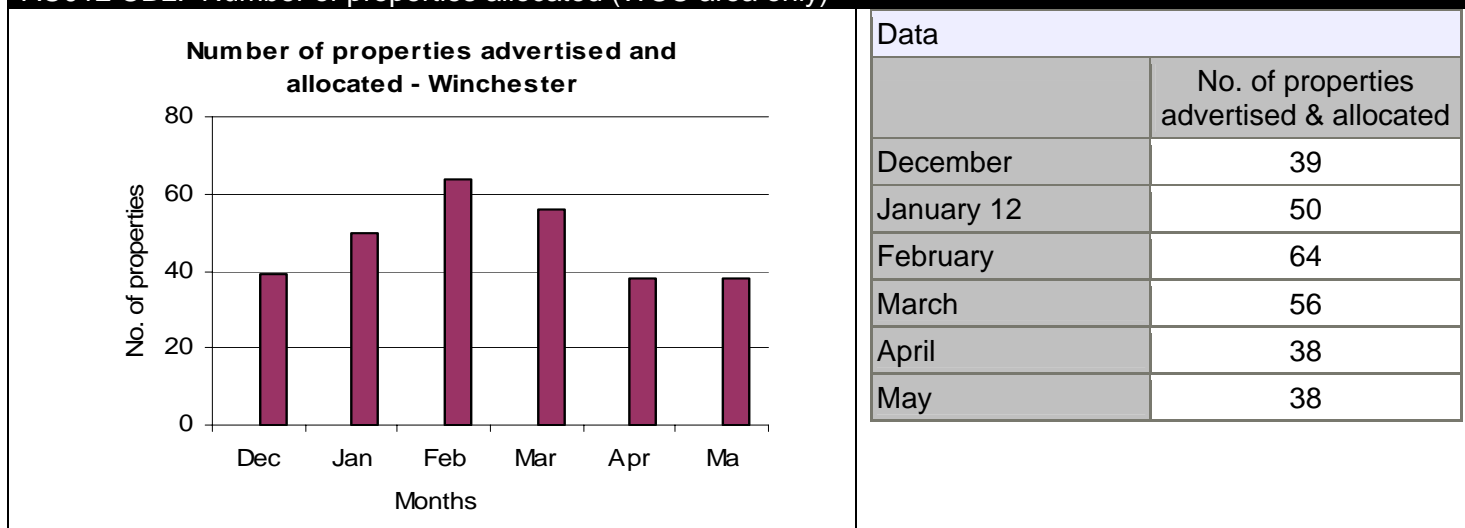 Number of properties advertised and
allocated - Winchester
80
60
40
20
0
No. of properties
Dec Jan Feb Mar Apr Ma
Months
Data
No. of properties
advertised & allocated
December 39
January 12 50
February 64
March 56
April 38
May 38